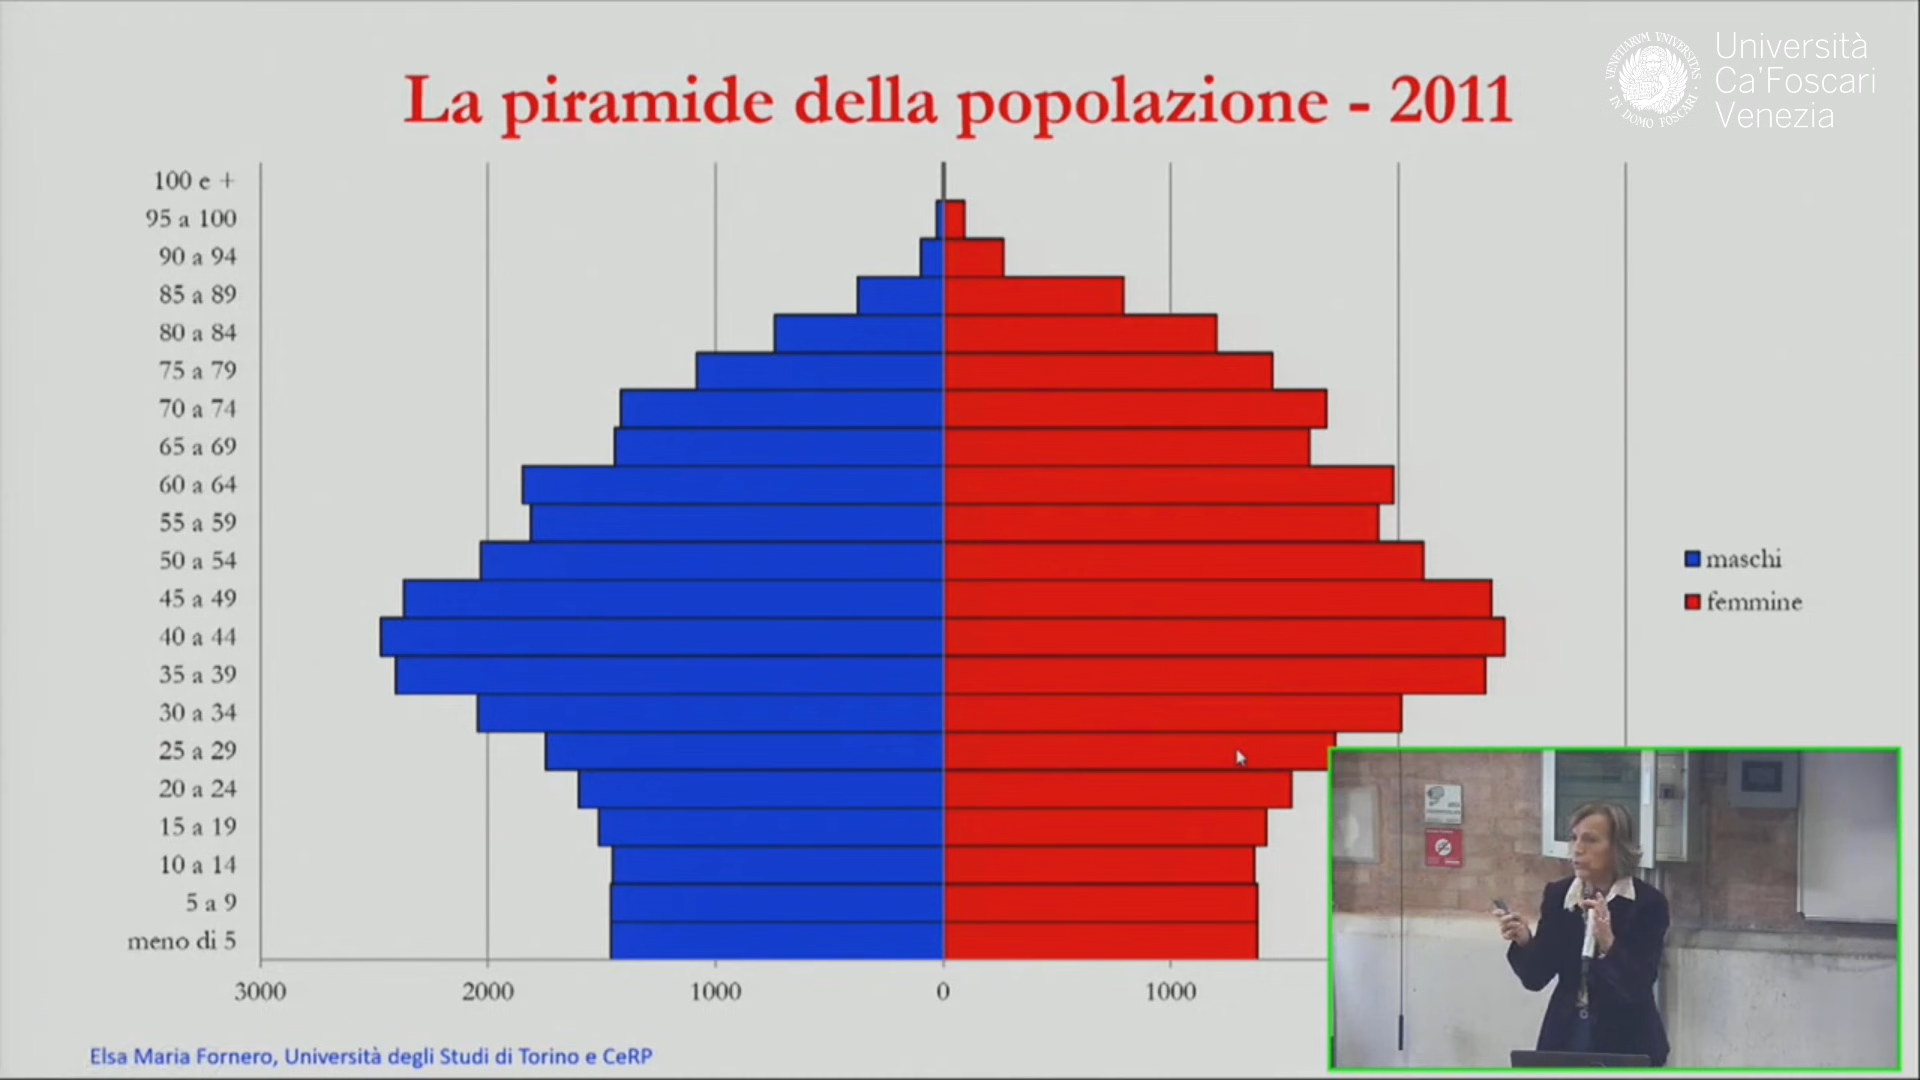 Università
Ca'Foscari
Venezia
La piramide della popolazione - 2011
100 e +
95 a 100
90 a 94
85 a 89
80 a 84
75 a 79
70 a 74
65 a 69
60 a 64
55 a 59
50 a 54
45 a 49
40 a 44
35 a 39
30 a 34
25 a 29
20 a 24
15 a 19
10 a 14
5 a 9
meno di 5
maschi
femmine
3000 2000 1000 0 1000
Elsa Maria Fornero, Università degli Studi di Torino e CeRP